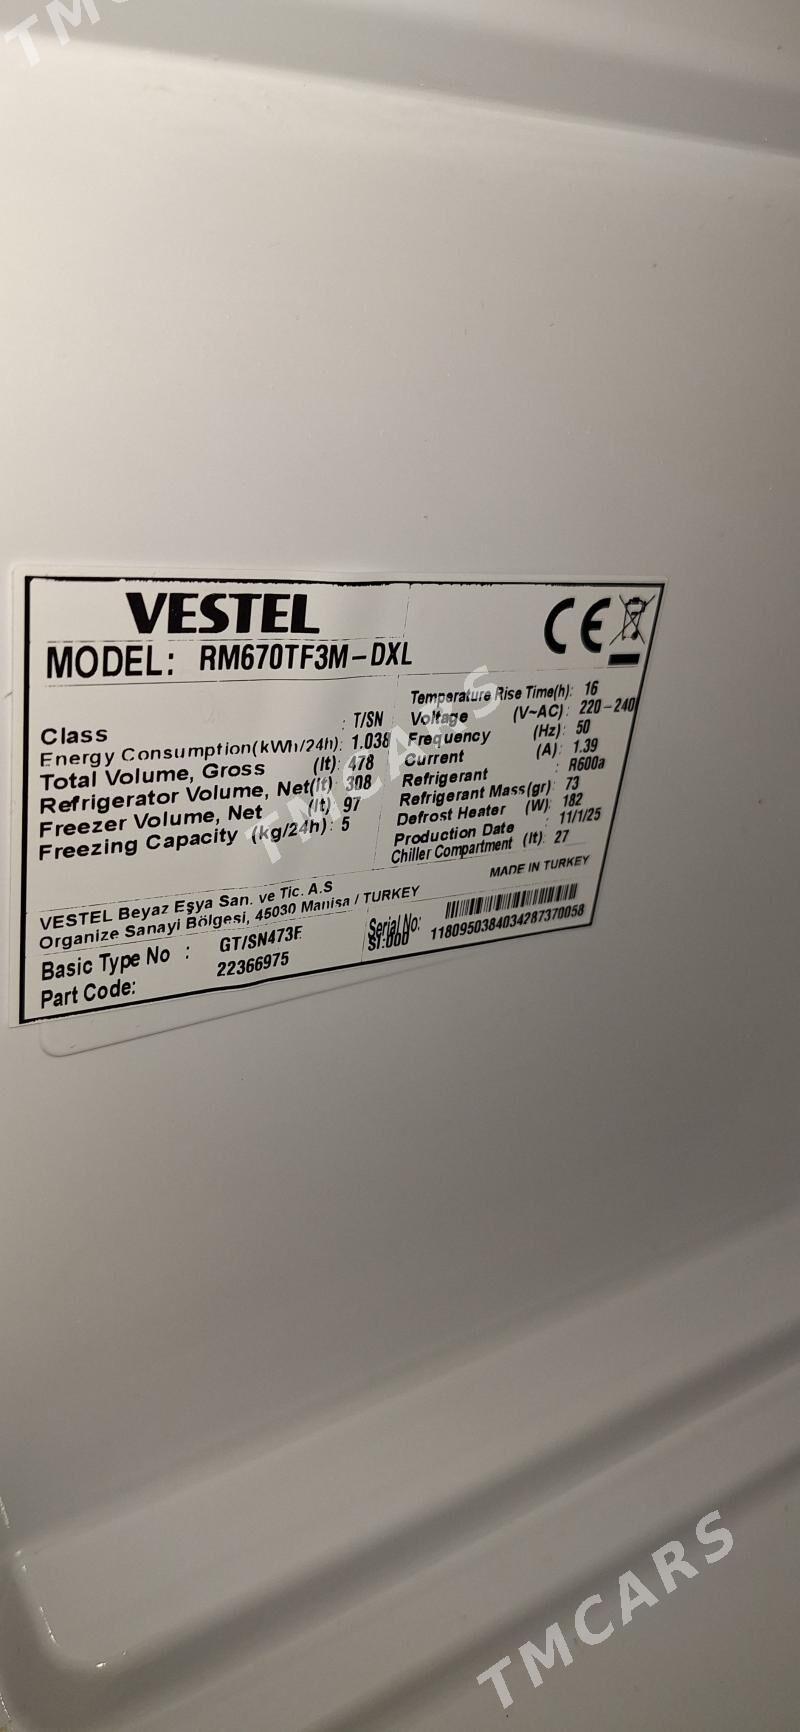 TMCARS
VESTEL
MODEL: RM670TF3M-DXL
CE
Class : T/SN
Energy Consumption(kWh/24h): 1.038
Total Volume, Gross (lt): 478
Refrigerator Volume, Net(lt): 308
Freezer Volume, Net (lt): 97
Freezing Capacity (kg/24h): 5
Temperature Rise Time(h): 16
Voltage (V~AC): 220-240
Frequency (Hz): 50
Current (A): 1.39
Refrigerant : R600a
Refrigerant Mass(gr): 73
Defrost Heater (W): 182
Production Date : 11/1/25
Chiller Compartment (lt): 27
MADE IN TURKEY
VESTEL Beyaz Eşya San. ve Tic. A.S
Organize Sanayi Bölgesi, 45030 Manisa / TURKEY
Basic Type No : GT/SN473F
Part Code: 22366975
Serial No:
1180950384034287370058
TMCARS
TMCARS